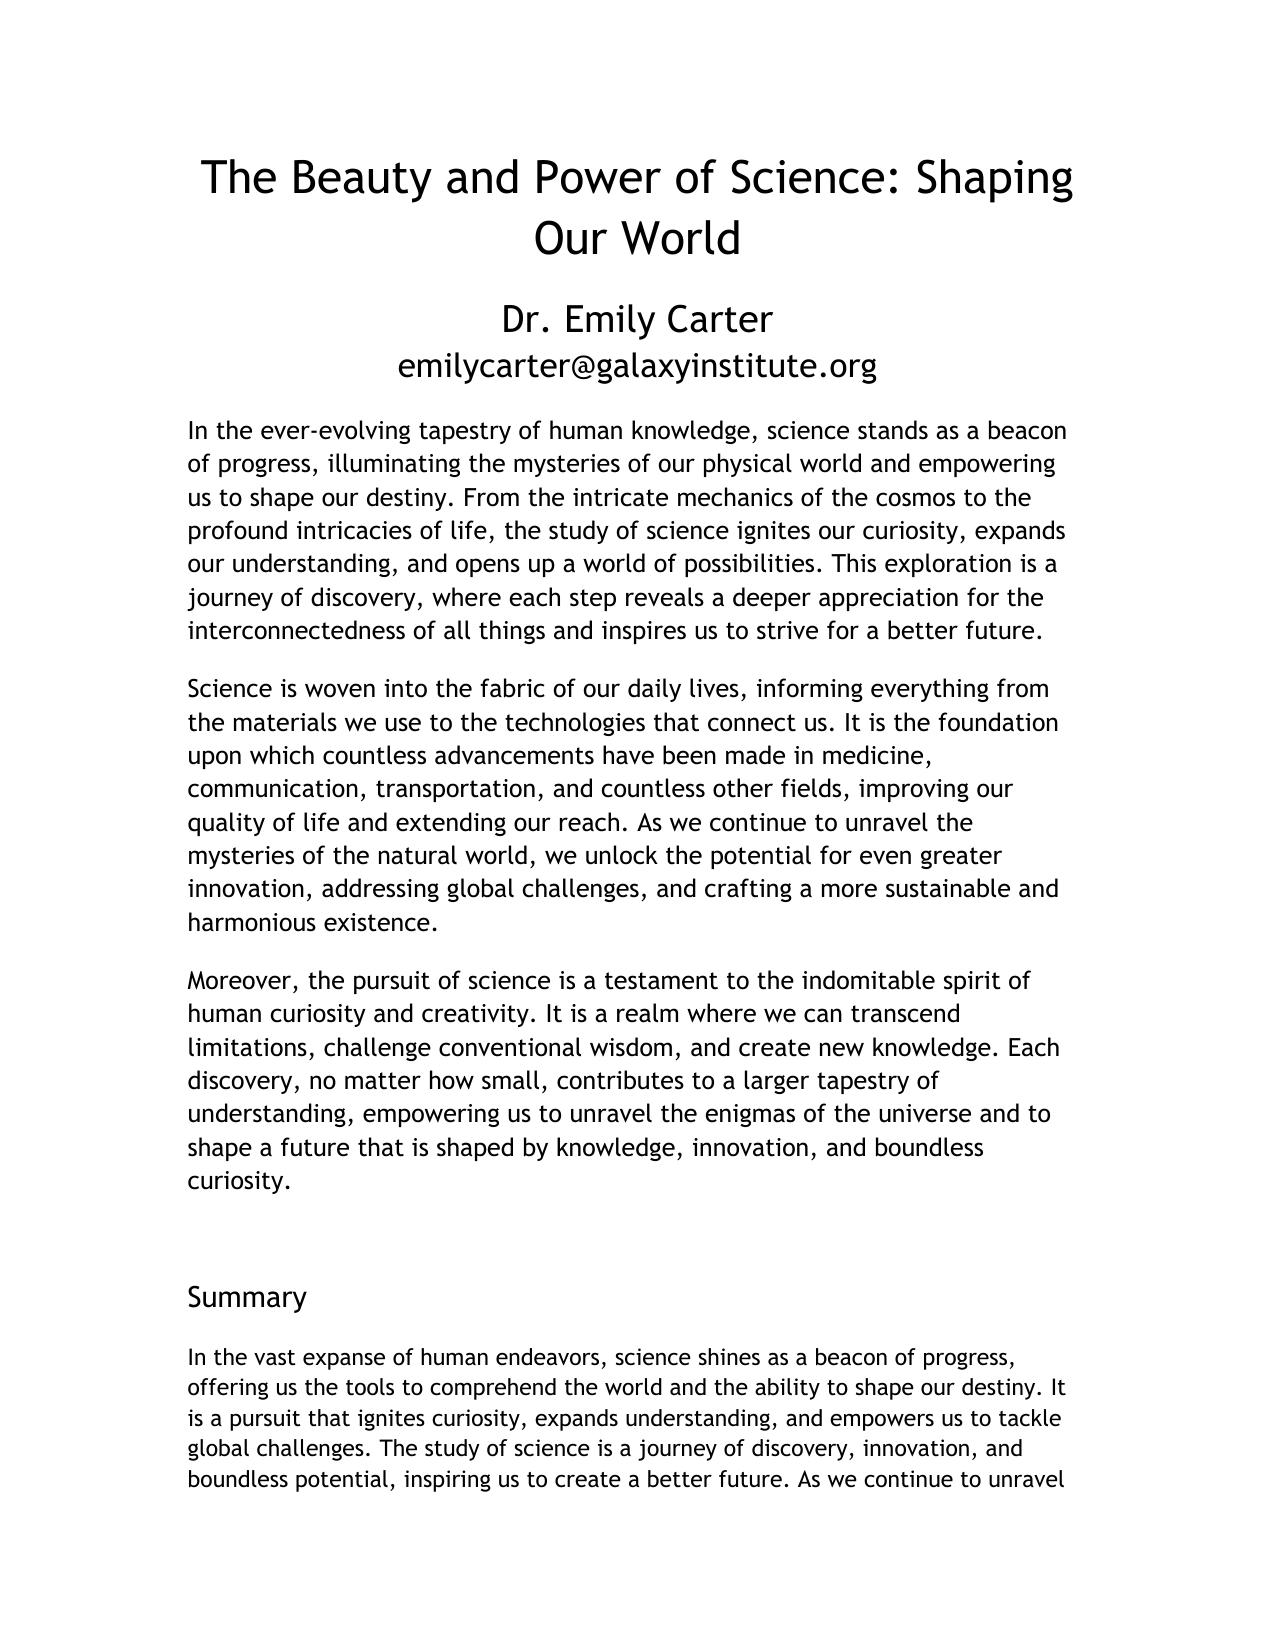 The Beauty and Power of Science: Shaping
Our World
Dr. Emily Carter
emilycarter@galaxyinstitute.org
In the ever-evolving tapestry of human knowledge, science stands as a beacon
of progress, illuminating the mysteries of our physical world and empowering
us to shape our destiny. From the intricate mechanics of the cosmos to the
profound intricacies of life, the study of science ignites our curiosity, expands
our understanding, and opens up a world of possibilities. This exploration is a
journey of discovery, where each step reveals a deeper appreciation for the
interconnectedness of all things and inspires us to strive for a better future.
Science is woven into the fabric of our daily lives, informing everything from
the materials we use to the technologies that connect us. It is the foundation
upon which countless advancements have been made in medicine,
communication, transportation, and countless other fields, improving our
quality of life and extending our reach. As we continue to unravel the
mysteries of the natural world, we unlock the potential for even greater
innovation, addressing global challenges, and crafting a more sustainable and
harmonious existence.
Moreover, the pursuit of science is a testament to the indomitable spirit of
human curiosity and creativity. It is a realm where we can transcend
limitations, challenge conventional wisdom, and create new knowledge. Each
discovery, no matter how small, contributes to a larger tapestry of
understanding, empowering us to unravel the enigmas of the universe and to
shape a future that is shaped by knowledge, innovation, and boundless
curiosity.
Summary
In the vast expanse of human endeavors, science shines as a beacon of progress,
offering us the tools to comprehend the world and the ability to shape our destiny. It
is a pursuit that ignites curiosity, expands understanding, and empowers us to tackle
global challenges. The study of science is a journey of discovery, innovation, and
boundless potential, inspiring us to create a better future. As we continue to unravel